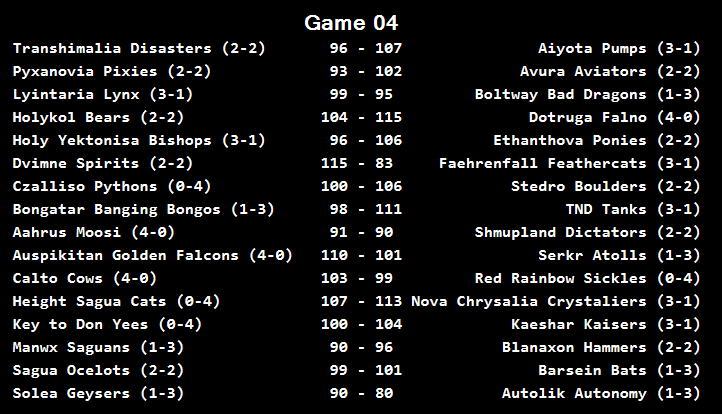 Game 04
Transhimalia Disasters (2-2) 96 - 107 Aiyota Pumps (3-1)
Pyxanovia Pixies (2-2) 93 - 102 Avura Aviators (2-2)
Lyintaria Lynx (3-1) 99 - 95 Boltway Bad Dragons (1-3)
Holykol Bears (2-2) 104 - 115 Dotruga Falno (4-0)
Holy Yektonisa Bishops (3-1) 96 - 106 Ethanthova Ponies (2-2)
Dvimne Spirits (2-2) 115 - 83 Faehrenfall Feathercats (3-1)
Czalliso Pythons (0-4) 100 - 106 Stedro Boulders (2-2)
Bongatar Banging Bongos (1-3) 98 - 111 TND Tanks (3-1)
Aahrus Moosi (4-0) 91 - 90 Shmupland Dictators (2-2)
Auspikitan Golden Falcons (4-0) 110 - 101 Serkr Atolls (1-3)
Calto Cows (4-0) 103 - 99 Red Rainbow Sickles (0-4)
Height Sagua Cats (0-4) 107 - 113 Nova Chrysalia Crystaliers (3-1)
Key to Don Yees (0-4) 100 - 104 Kaeshar Kaisers (3-1)
Manwx Saguans (1-3) 90 - 96 Blanaxon Hammers (2-2)
Sagua Ocelots (2-2) 99 - 101 Barsein Bats (1-3)
Solea Geysers (1-3) 90 - 80 Autolik Autonomy (1-3)